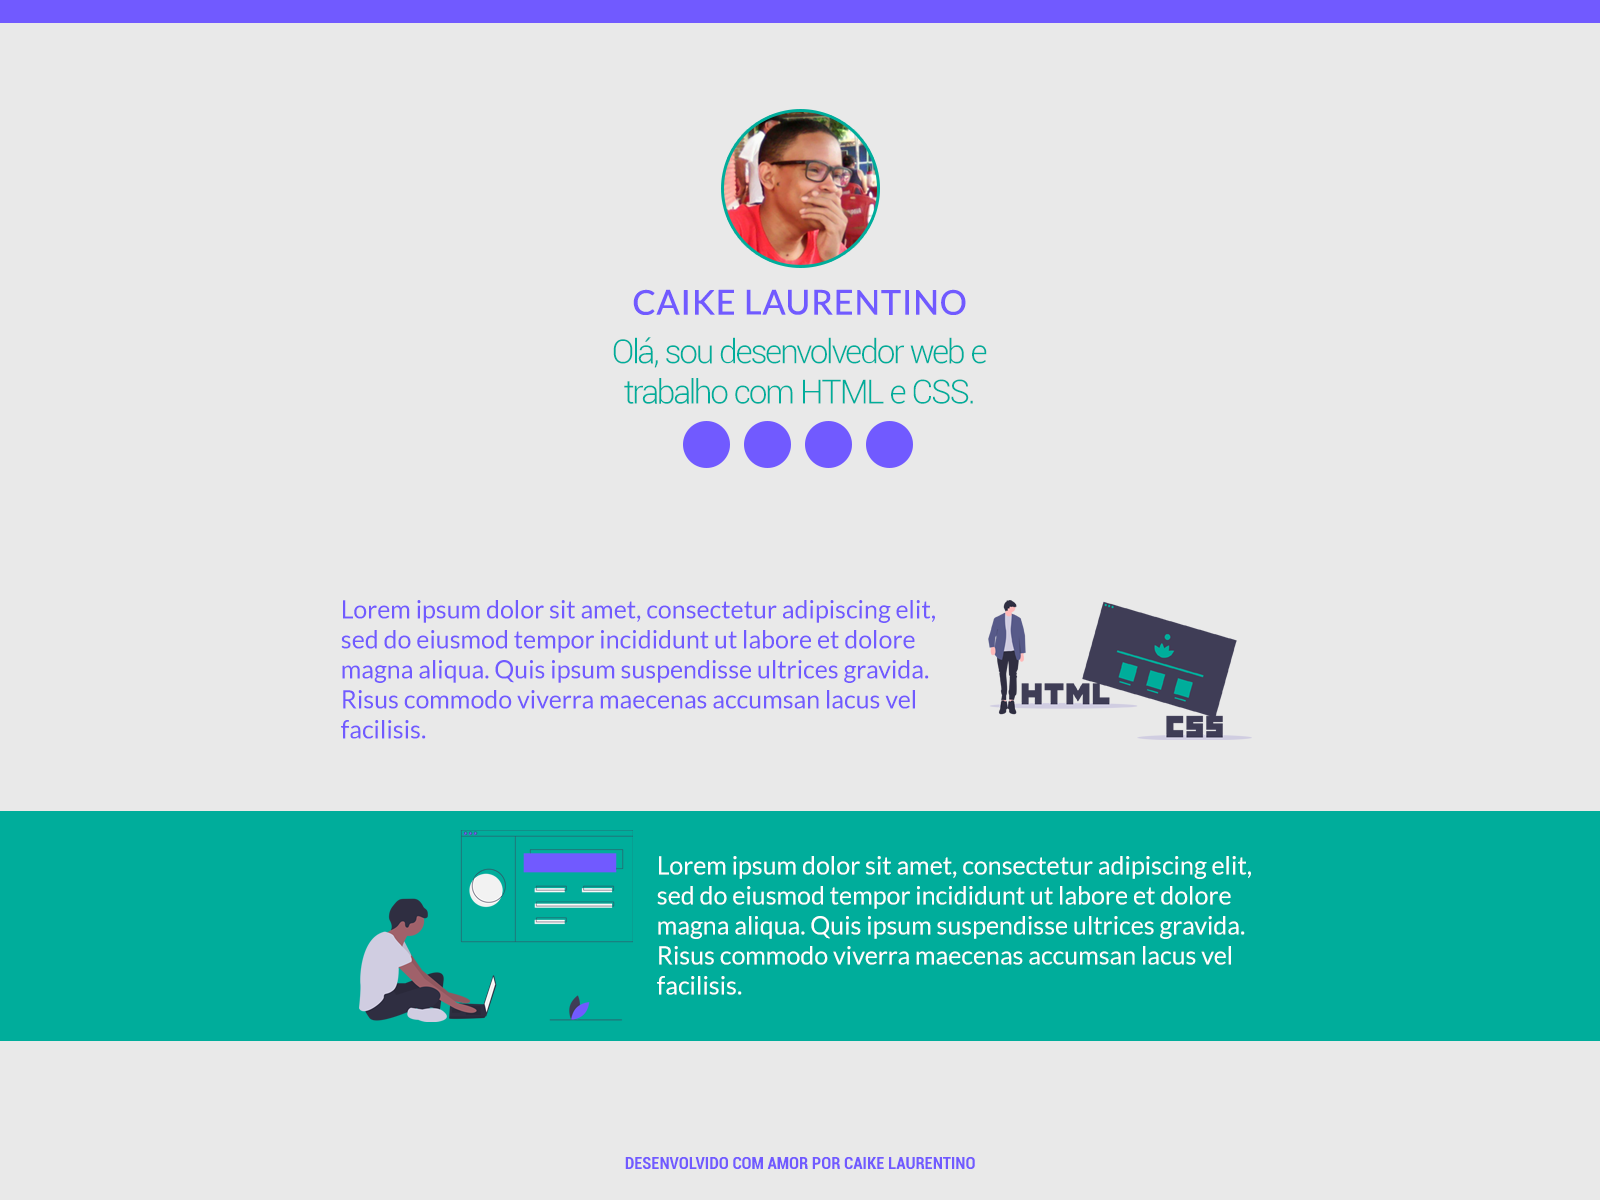 CAIKE LAURENTINO
Olá, sou desenvolvedor web e
trabalho com HTML e CSS.
Lorem ipsum dolor sit amet, consectetur adipiscing elit,
sed do eiusmod tempor incididunt ut labore et dolore
magna aliqua. Quis ipsum suspendisse ultrices gravida.
Risus commodo viverra maecenas accumsan lacus vel
facilisis.
HTML
CSS
Lorem ipsum dolor sit amet, consectetur adipiscing elit,
sed do eiusmod tempor incididunt ut labore et dolore
magna aliqua. Quis ipsum suspendisse ultrices gravida.
Risus commodo viverra maecenas accumsan lacus vel
facilisis.
DESENVOLVIDO COM AMOR POR CAIKE LAURENTINO